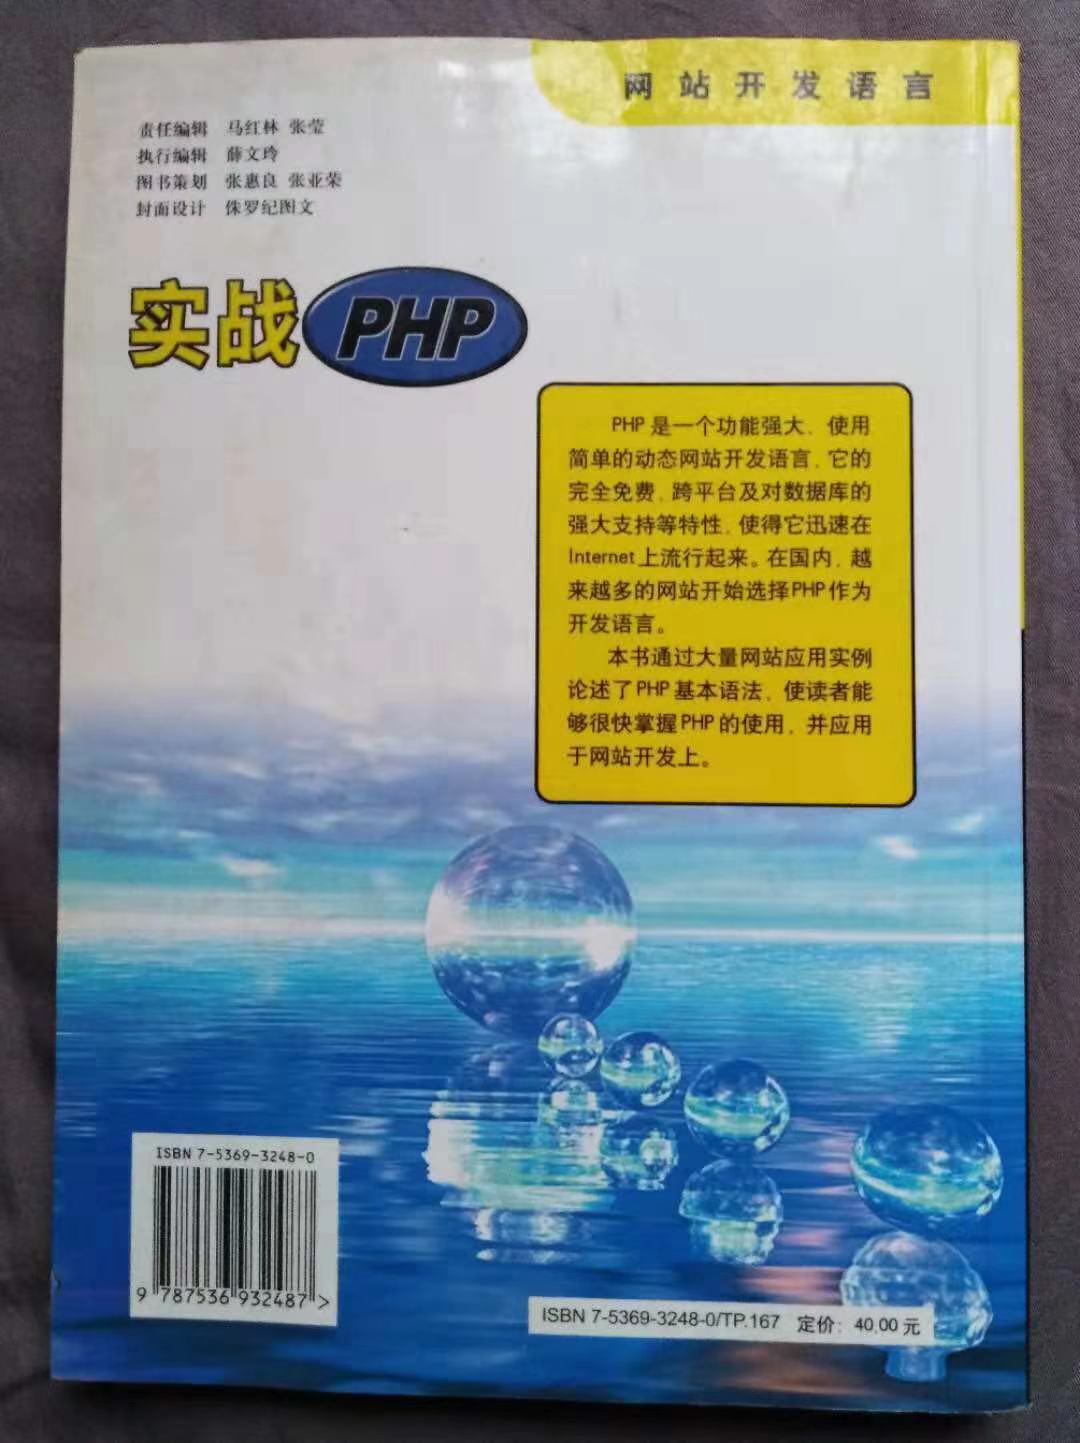 网站开发语言
责任编辑 马红林 张莹
执行编辑 薛文玲
图书策划 张惠良 张亚荣
封面设计 侏罗纪图文
实战PHP
PHP是一个功能强大、使用
简单的动态网站开发语言，它的
完全免费，跨平台及对数据库的
强大支持等特性，使得它迅速在
Internet上流行起来。在国内，越
来越多的网站开始选择PHP作为
开发语言。
本书通过大量网站应用实例
论述了PHP基本语法，使读者能
够很快掌握PHP的使用，并应用
于网站开发上。
ISBN 7-5369-3248-0
9 787536 932487 >
ISBN 7-5369-3248-0/TP.167 定价：40.00元